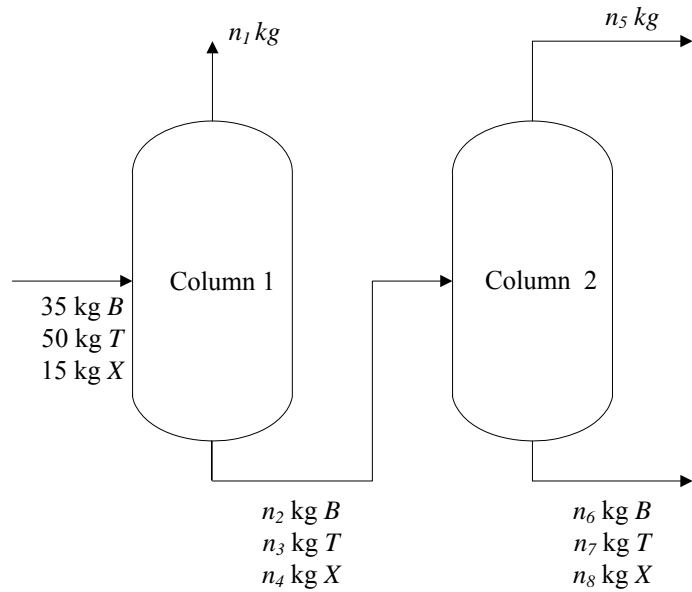 n₁ kg
n₅ kg
Column 1
Column 2
35 kg B
50 kg T
15 kg X
n₂ kg B
n₃ kg T
n₄ kg X
n₆ kg B
n₇ kg T
n₈ kg X